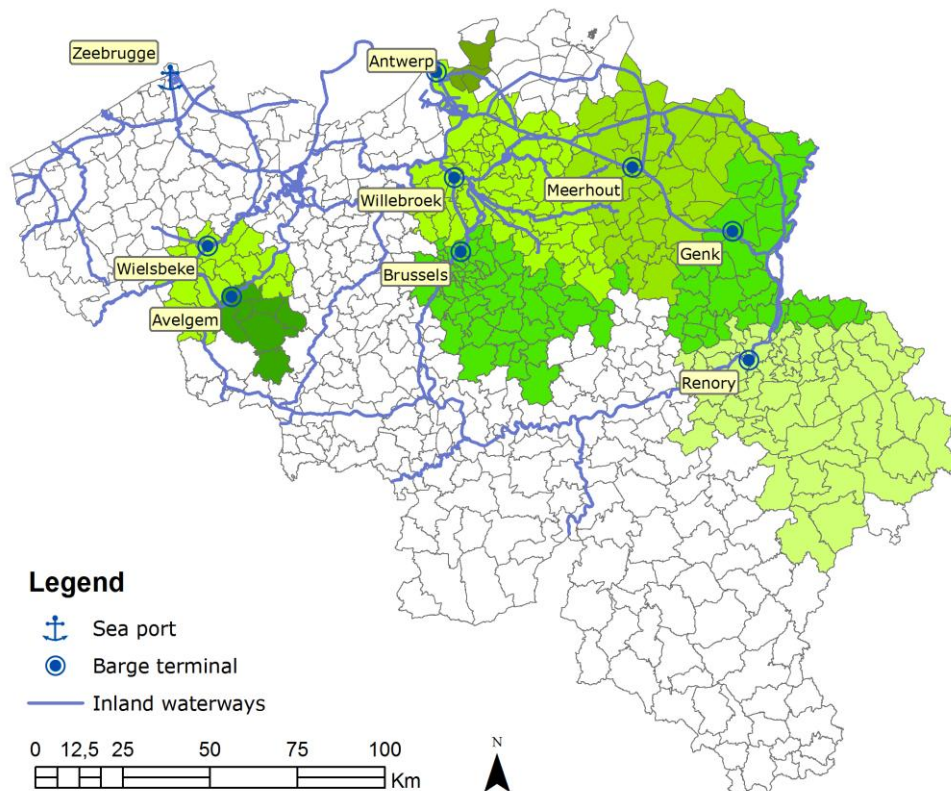 Zeebrugge
Antwerp
Willebroek
Meerhout
Wielsbeke
Brussels
Genk
Avelgem
Renory
Legend
Sea port
Barge terminal
Inland waterways
N
0 12,5 25 50 75 100
Km